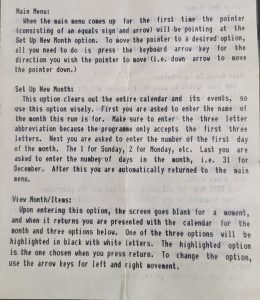 Main Menu:
When the main menu comes up for the first time the pointer
(consisting of an equals sign and arrow) will be pointing at the
Set Up New Month option. To move the pointer to a desired option,
all you need to do is press the keyboard arrow key for the
direction you wish the pointer to move (i.e. down arrow to move
the pointer down.)
Set Up New Month:
This option clears out the entire calendar and its events, so
use this option wisely. First you are to enter the name of
the month this run is for. Make sure to enter the three letter
abbreviation because the programe only accepts the first three
letters. Next you are asked to enter the number of the first day
of the month. The 1 for Sunday, 2 for Monday, etc. Last you are
asked to enter the number of days in the month, i.e. 31 for
December. After this you are automatically returned to the main
menu.
View Month/Items:
Upon entering this option, the screen goes blank for a moment,
and when it returns you are presented with the calendar for the
month and three options below. One of the three options will be
highlighted in black with white letters. The highlighted option
is the one chosen when you press return. To change the option,
use the arrow keys for left and right movement.